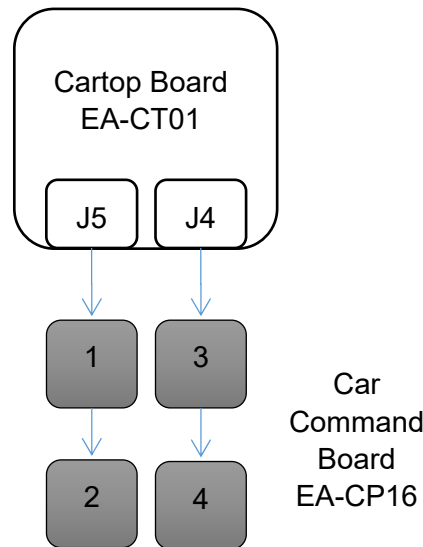 Cartop Board
EA-CT01
J5 J4
1 3
2 4
Car
Command
Board
EA-CP16